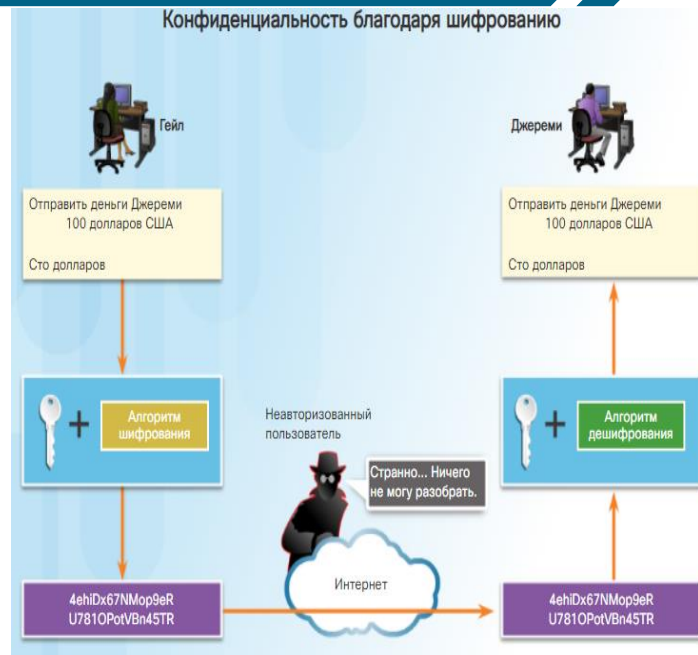 Конфиденциальность благодаря шифрованию
Гейл
Джереми
Отправить деньги Джереми
100 долларов США
Сто долларов
Отправить деньги Джереми
100 долларов США
Сто долларов
+
Алгоритм
шифрования
Неавторизованный
пользователь
Странно... Ничего
не могу разобрать.
+
Алгоритм
дешифрования
4ehiDx67NMop9eR
U781OPotVBn45TR
Интернет
4ehiDx67NMop9eR
U781OPotVBn45TR